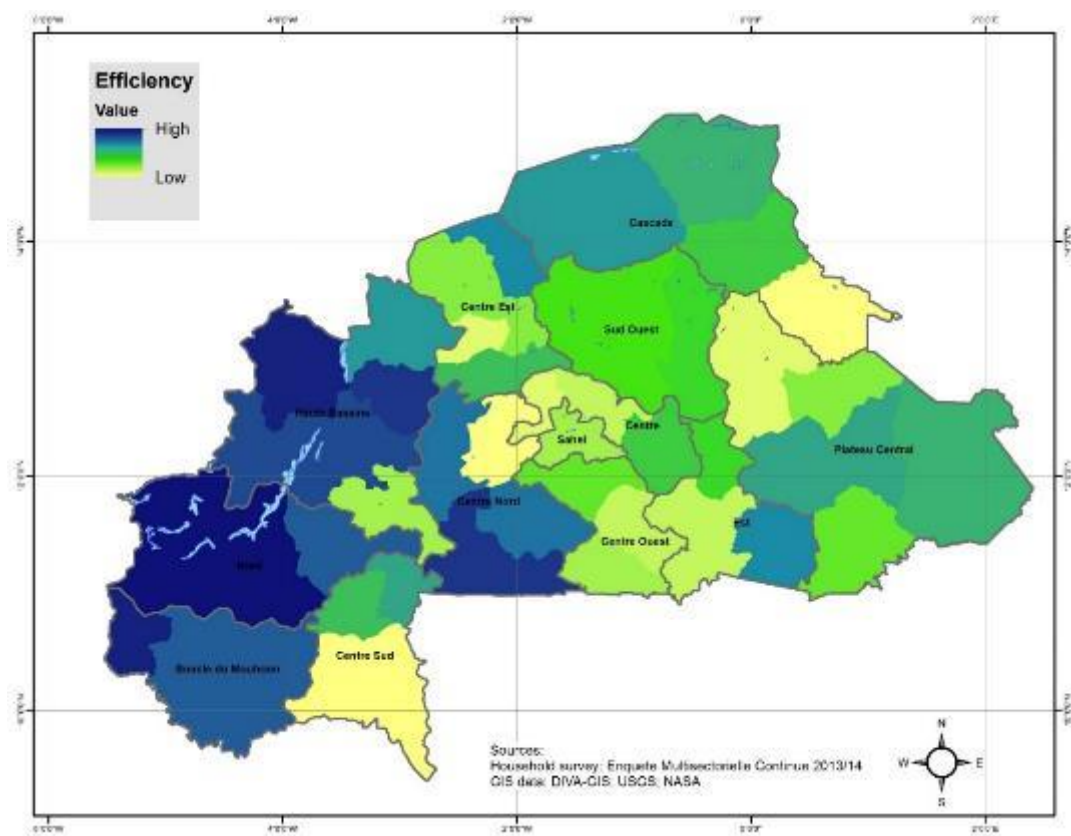 Efficiency
Value
High
Low
Cascade
Centre Est
Sud Ouest
Haute Bassins
Centre
Sahel
Plateau Central
Centre Nord
Est
Centre Ouest
Nord
Centre Sud
Boucle du Mouhoun
Sources:
Household survey: Enquete Multisectorielle Continue 2013/14
GIS data: DIVA-GIS; USGS; NASA
N
W
E
S